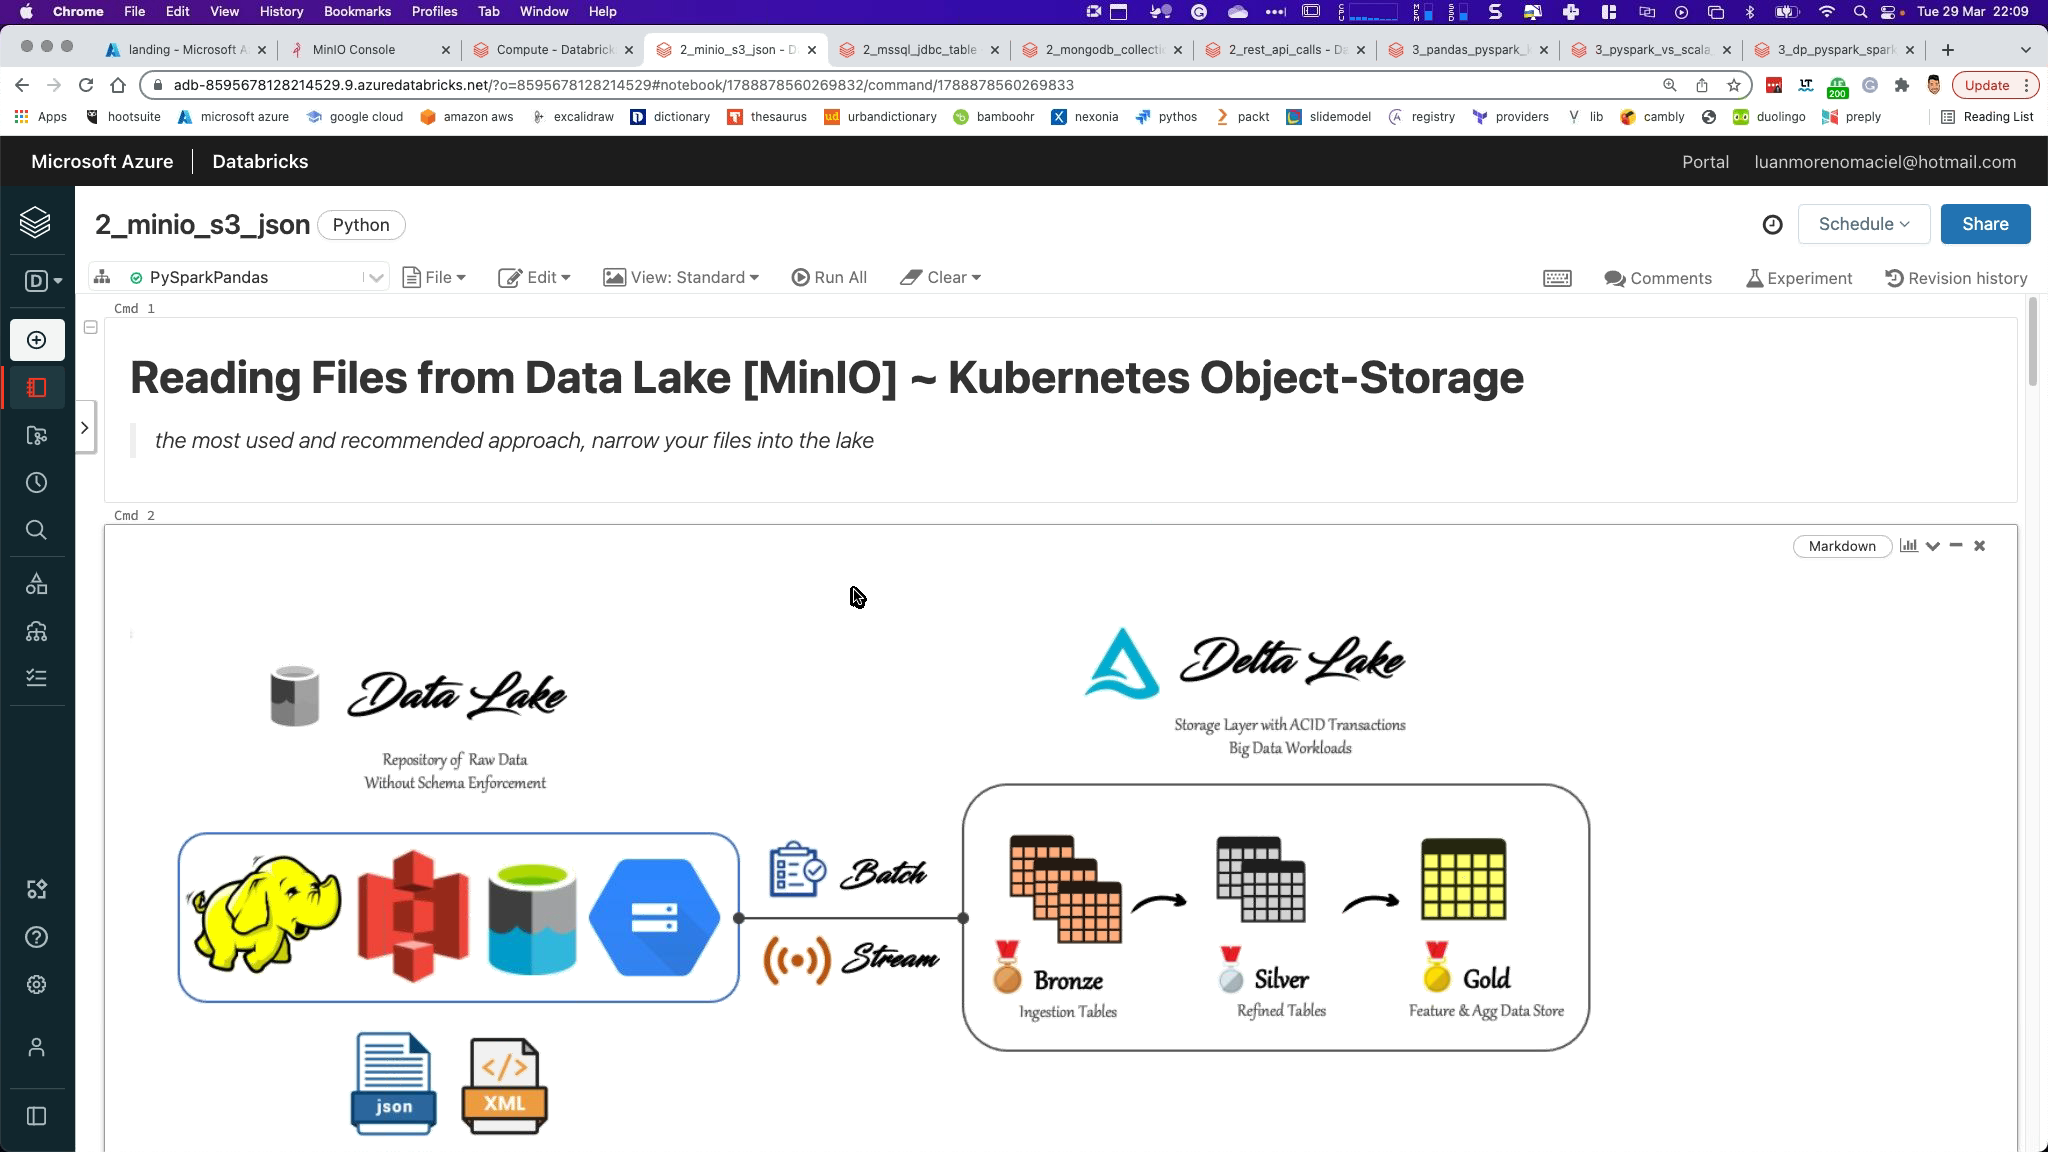 Chrome File Edit View History Bookmarks Profiles Tab Window Help
Tue 29 Mar 22:09
landing - Microsoft A
MinIO Console
Compute - Databrick
2_minio_s3_json - D
2_mssql_jdbc_table
2_mongodb_collecti
2_rest_api_calls - Da
3_pandas_pyspark_k
3_pyspark_vs_scala
3_dp_pyspark_spark
adb-8595678128214529.9.azuredatabricks.net/?o=8595678128214529#notebook/1788878560269832/command/1788878560269833
200
Update
Apps hootsuite microsoft azure google cloud amazon aws excalidraw dictionary thesaurus urbandictionary bamboohr nexonia pythos packt slidemodel registry providers lib cambly duolingo preply Reading List
Microsoft Azure Databricks
Portal luanmorenomaciel@hotmail.com
2_minio_s3_json Python
Schedule Share
D
PySparkPandas
File Edit View: Standard Run All Clear
Comments Experiment Revision history
Cmd 1
Reading Files from Data Lake [MinIO] ~ Kubernetes Object-Storage
the most used and recommended approach, narrow your files into the lake
Cmd 2
Markdown
Data Lake
Repository of Raw Data
Without Schema Enforcement
Delta Lake
Storage Layer with ACID Transactions
Big Data Workloads
Batch
Stream
Bronze
Ingestion Tables
Silver
Refined Tables
Gold
Feature & Agg Data Store
json
</>
XML